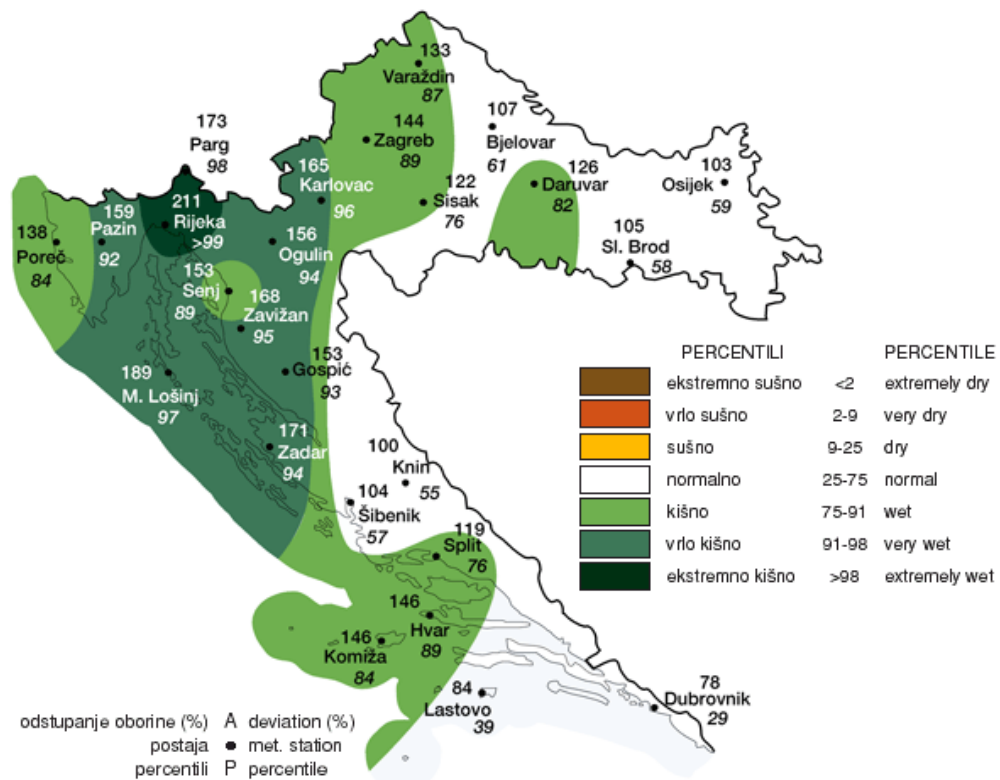 133
Varaždin
87
144
Zagreb
89
107
Bjelovar
61
173
Parg
98
165
Karlovac
96
122
Sisak
76
126
Daruvar
82
103
Osijek
59
105
Sl. Brod
58
138
Poreč
84
159
Pazin
92
211
Rijeka
>99
156
Ogulin
94
153
Senj
89
168
Zavižan
95
153
Gospić
93
189
M. Lošinj
97
171
Zadar
94
100
Knin
55
104
Šibenik
57
119
Split
76
146
Hvar
89
146
Komiža
84
84
Lastovo
39
78
Dubrovnik
29
PERCENTILI PERCENTILE
ekstremno sušno <2 extremely dry
vrlo sušno 2-9 very dry
sušno 9-25 dry
normalno 25-75 normal
kišno 75-91 wet
vrlo kišno 91-98 very wet
ekstremno kišno >98 extremely wet
odstupanje oborine (%) A deviation (%)
postaja met. station
percentili P percentile